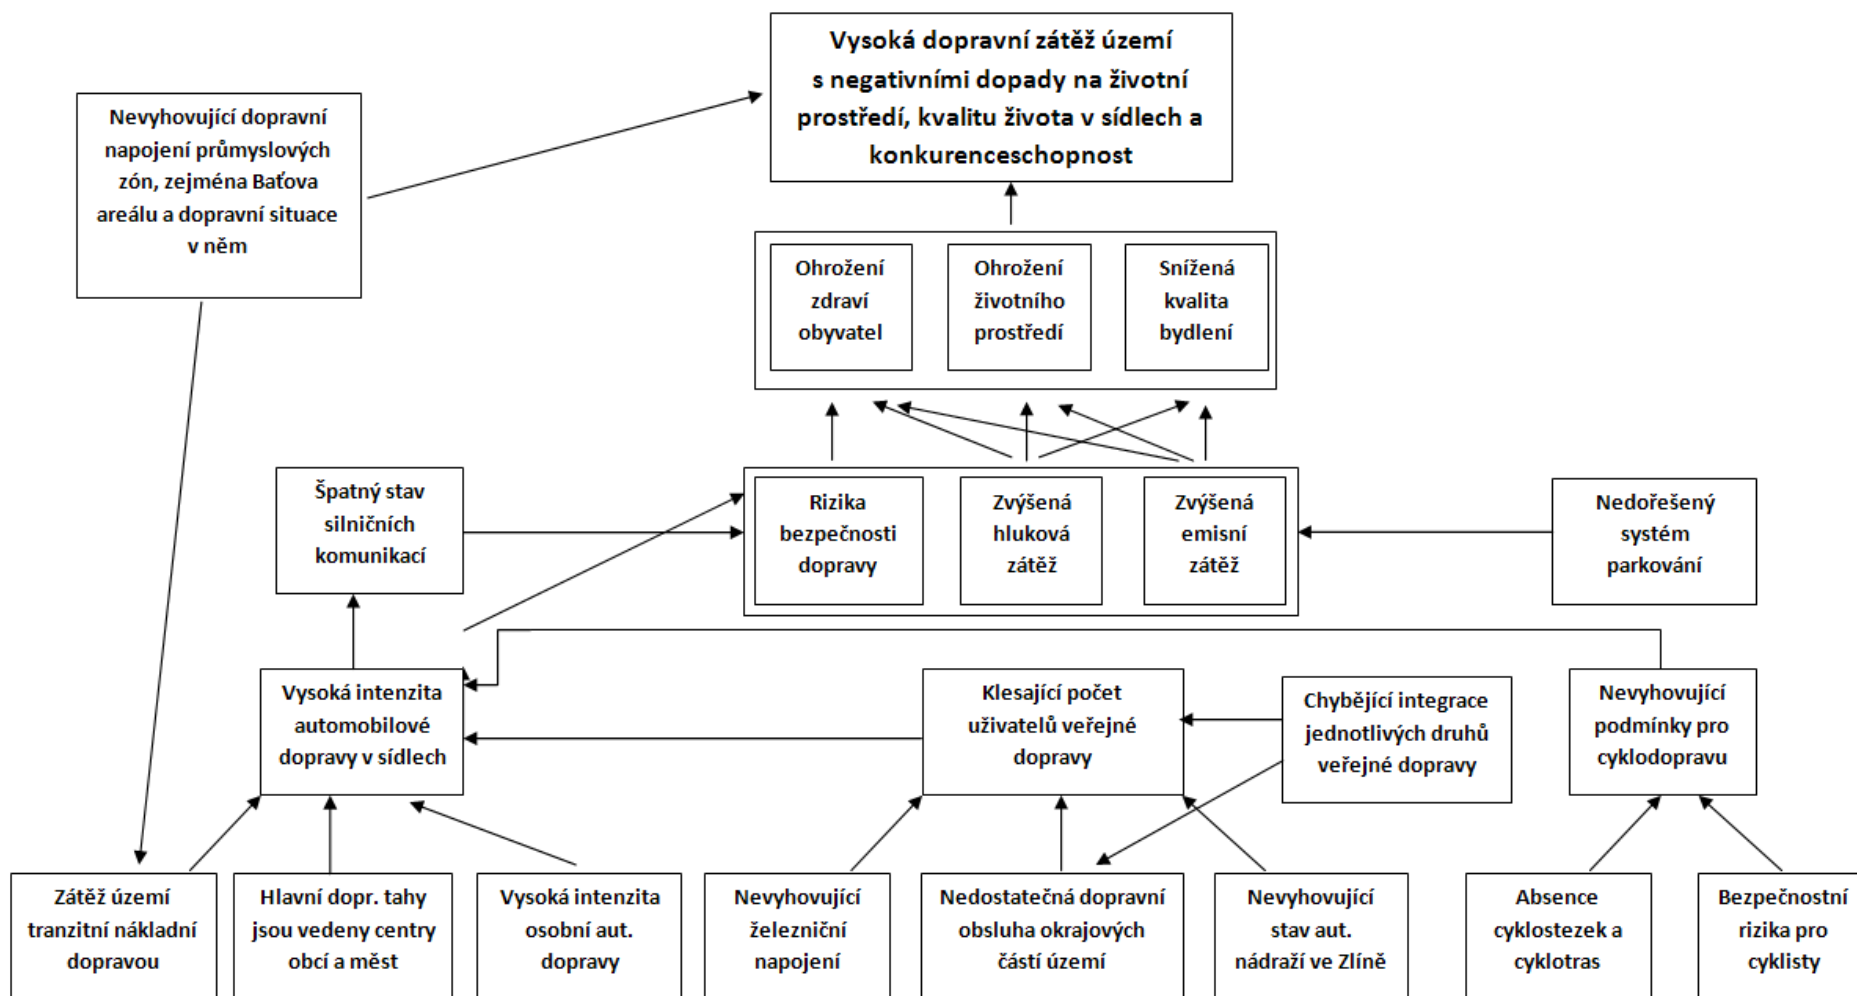 Vysoká dopravní zátěž území
s negativními dopady na životní
prostředí, kvalitu života v sídlech a
konkurenceschopnost
Nevyhovující dopravní
napojení průmyslových
zón, zejména Baťova
areálu a dopravní situace
v něm
Ohrožení
zdraví
obyvatel
Ohrožení
životního
prostředí
Snížená
kvalita
bydlení
Špatný stav
silničních
komunikací
Rizika
bezpečnosti
dopravy
Zvýšená
hluková
zátěž
Zvýšená
emisní
zátěž
Nedořešený
systém
parkování
Vysoká intenzita
automobilové
dopravy v sídlech
Klesající počet
uživatelů veřejné
dopravy
Chybějící integrace
jednotlivých druhů
veřejné dopravy
Nevyhovující
podmínky pro
cyklodopravu
Zátěž území
tranzitní nákladní
dopravou
Hlavní dopr. tahy
jsou vedeny centry
obcí a měst
Vysoká intenzita
osobní aut.
dopravy
Nevyhovující
železniční
napojení
Nedostatečná dopravní
obsluha okrajových
částí území
Nevyhovující
stav aut.
nádraží ve Zlíně
Absence
cyklostezek a
cyklotras
Bezpečnostní
rizika pro
cyklisty